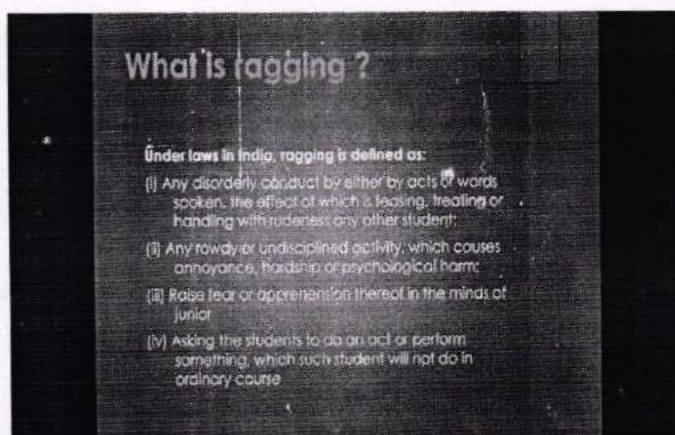 What is ragging ?
Under laws in India, ragging is defined as:
(i) Any disorderly conduct by either by acts or words
spoken, the effect of which is teasing, treating or
handling with rudeness any other student;
(ii) Any rowdy or undisciplined activity, which causes
annoyance, hardship or psychological harm;
(iii) Raise fear or apprehension thereof in the minds of
junior
(iv) Asking the students to do an act or perform
something, which such student will not do in
ordinary course